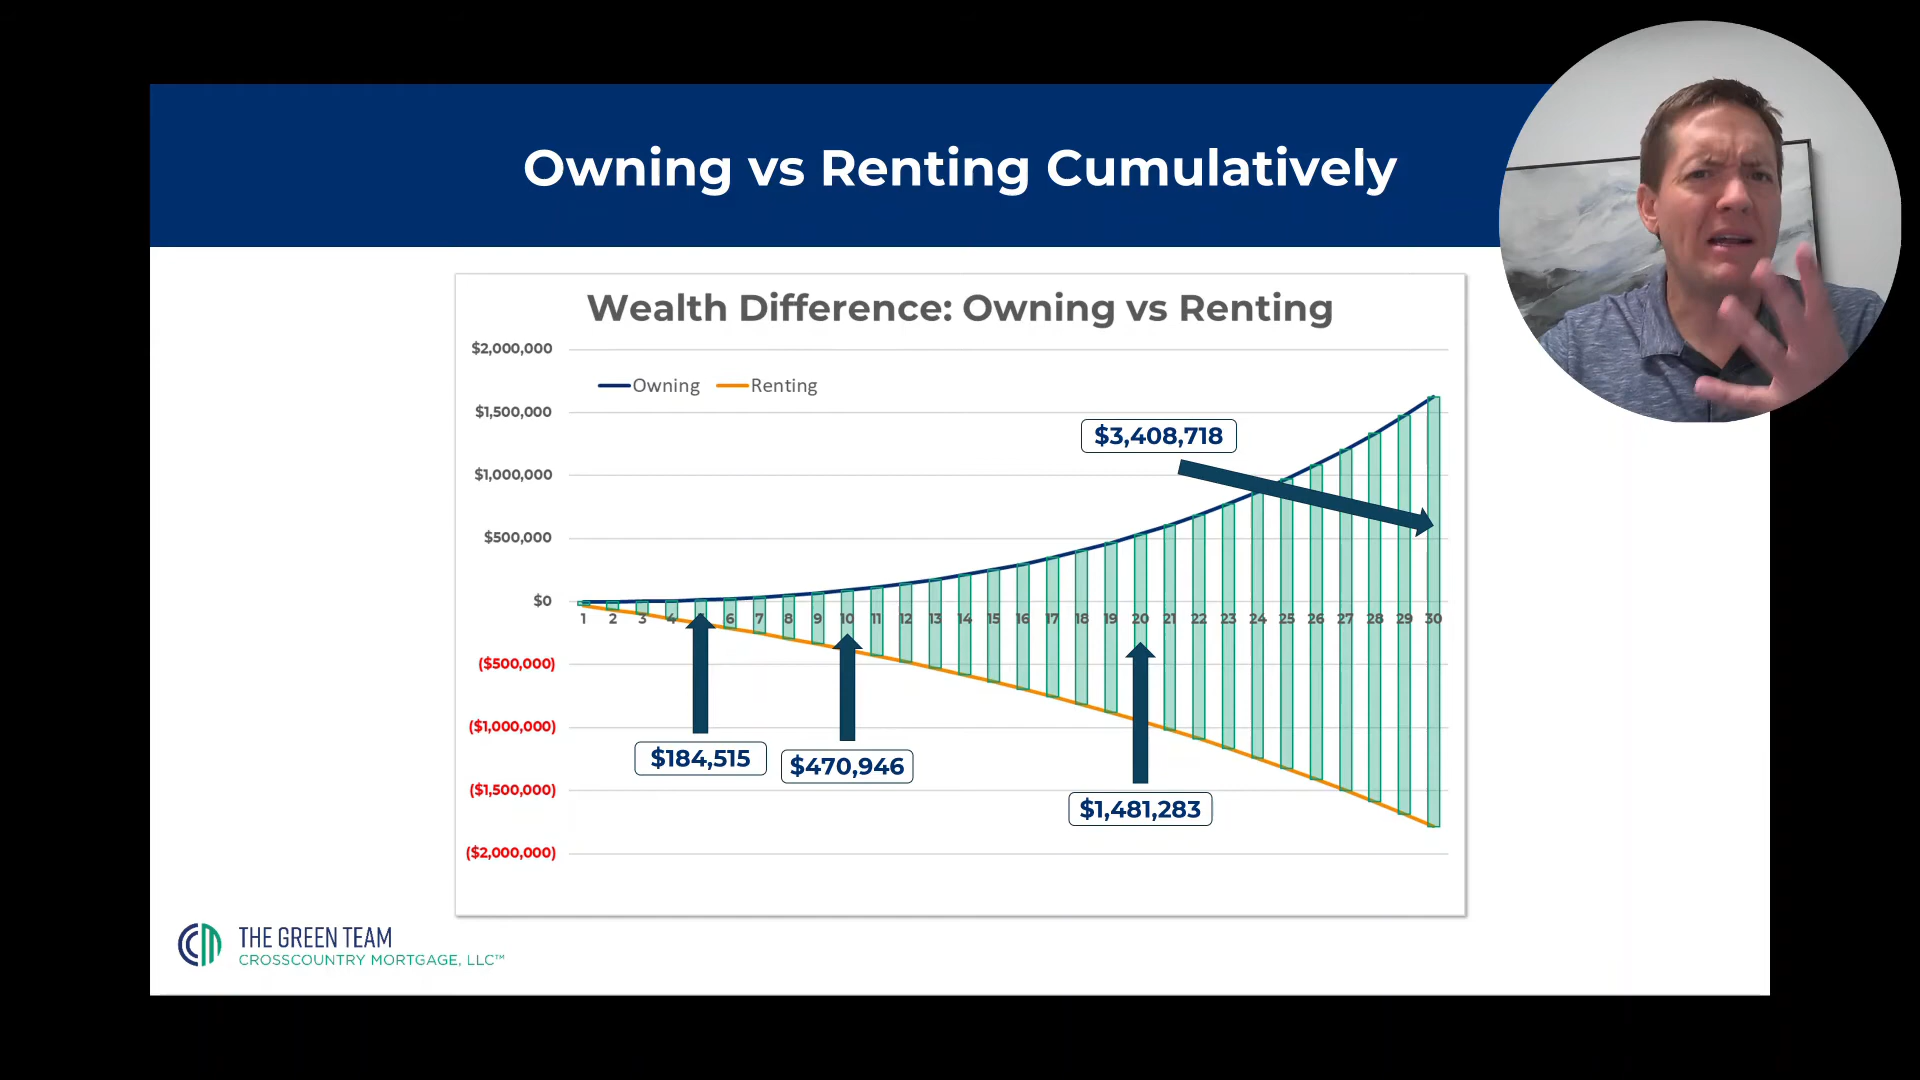 Owning vs Renting Cumulatively
Wealth Difference: Owning vs Renting
$2,000,000
Owning Renting
$1,500,000
$3,408,718
$1,000,000
$500,000
$0
1 2 3 4 6 7 8 9 10 11 12 13 14 15 16 17 18 19 20 21 22 23 24 25 26 27 28 29 30
($500,000)
($1,000,000)
$184,515 $470,946
($1,500,000)
$1,481,283
($2,000,000)
THE GREEN TEAM
CROSSCOUNTRY MORTGAGE, LLC™